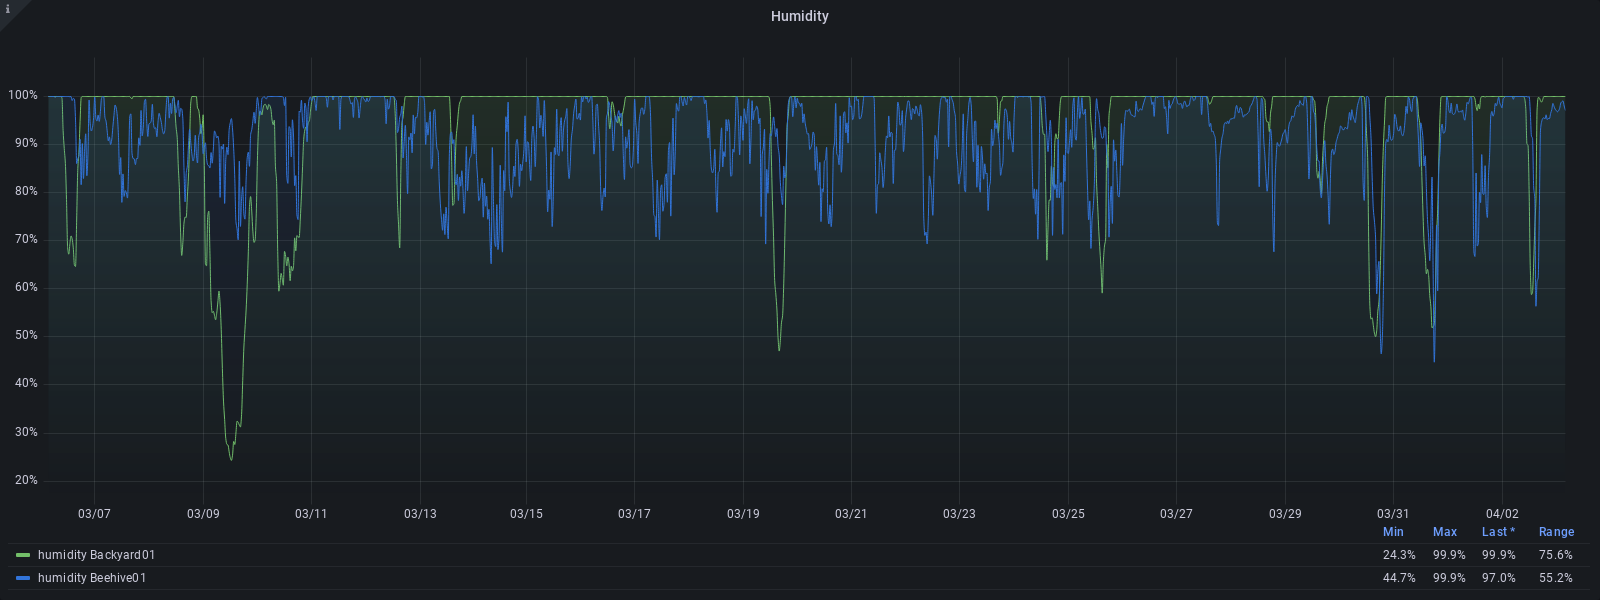 i
Humidity
100%
90%
80%
70%
60%
50%
40%
30%
20%
03/07 03/09 03/11 03/13 03/15 03/17 03/19 03/21 03/23 03/25 03/27 03/29 03/31 04/02
Min Max Last * Range
humidity Backyard01 24.3% 99.9% 99.9% 75.6%
humidity Beehive01 44.7% 99.9% 97.0% 55.2%